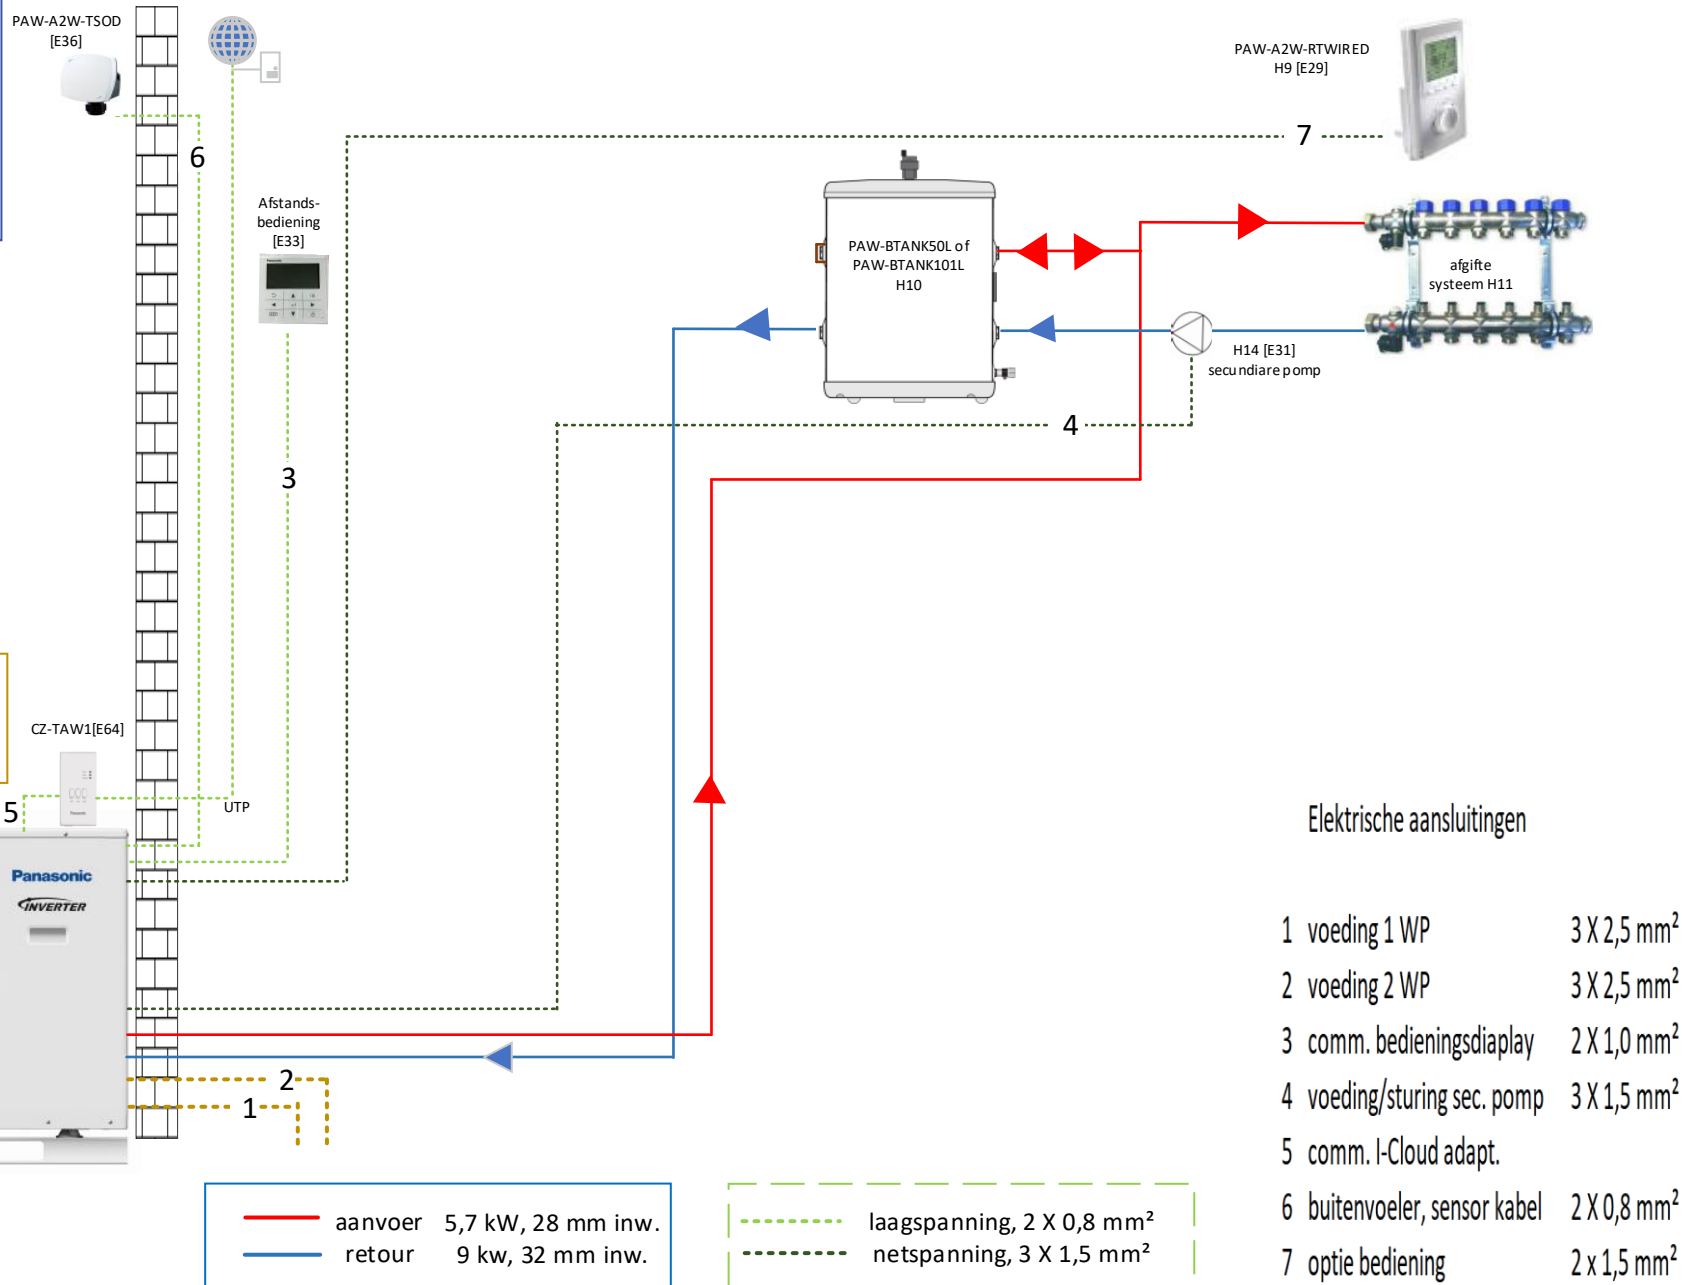 PAW-A2W-TSOD
[E36]
PAW-A2W-RTWIRED
H9 [E29]
7
6
Afstands-
bediening
[E33]
PAW-BTANK50L of
PAW-BTANK101L
H10
afgifte
systeem H11
H14 [E31]
secundiare pomp
4
3
CZ-TAW1[E64]
5
UTP
Panasonic
INVERTER
2
1
Elektrische aansluitingen
1 voeding 1 WP 3 X 2,5 mm²
2 voeding 2 WP 3 X 2,5 mm²
3 comm. bedieningsdiaplay 2 X 1,0 mm²
4 voeding/sturing sec. pomp 3 X 1,5 mm²
5 comm. I-Cloud adapt.
6 buitenvoeler, sensor kabel 2 X 0,8 mm²
7 optie bediening 2 x 1,5 mm²
aanvoer 5,7 kW, 28 mm inw.
retour 9 kw, 32 mm inw.
laagspanning, 2 X 0,8 mm²
netspanning, 3 X 1,5 mm²